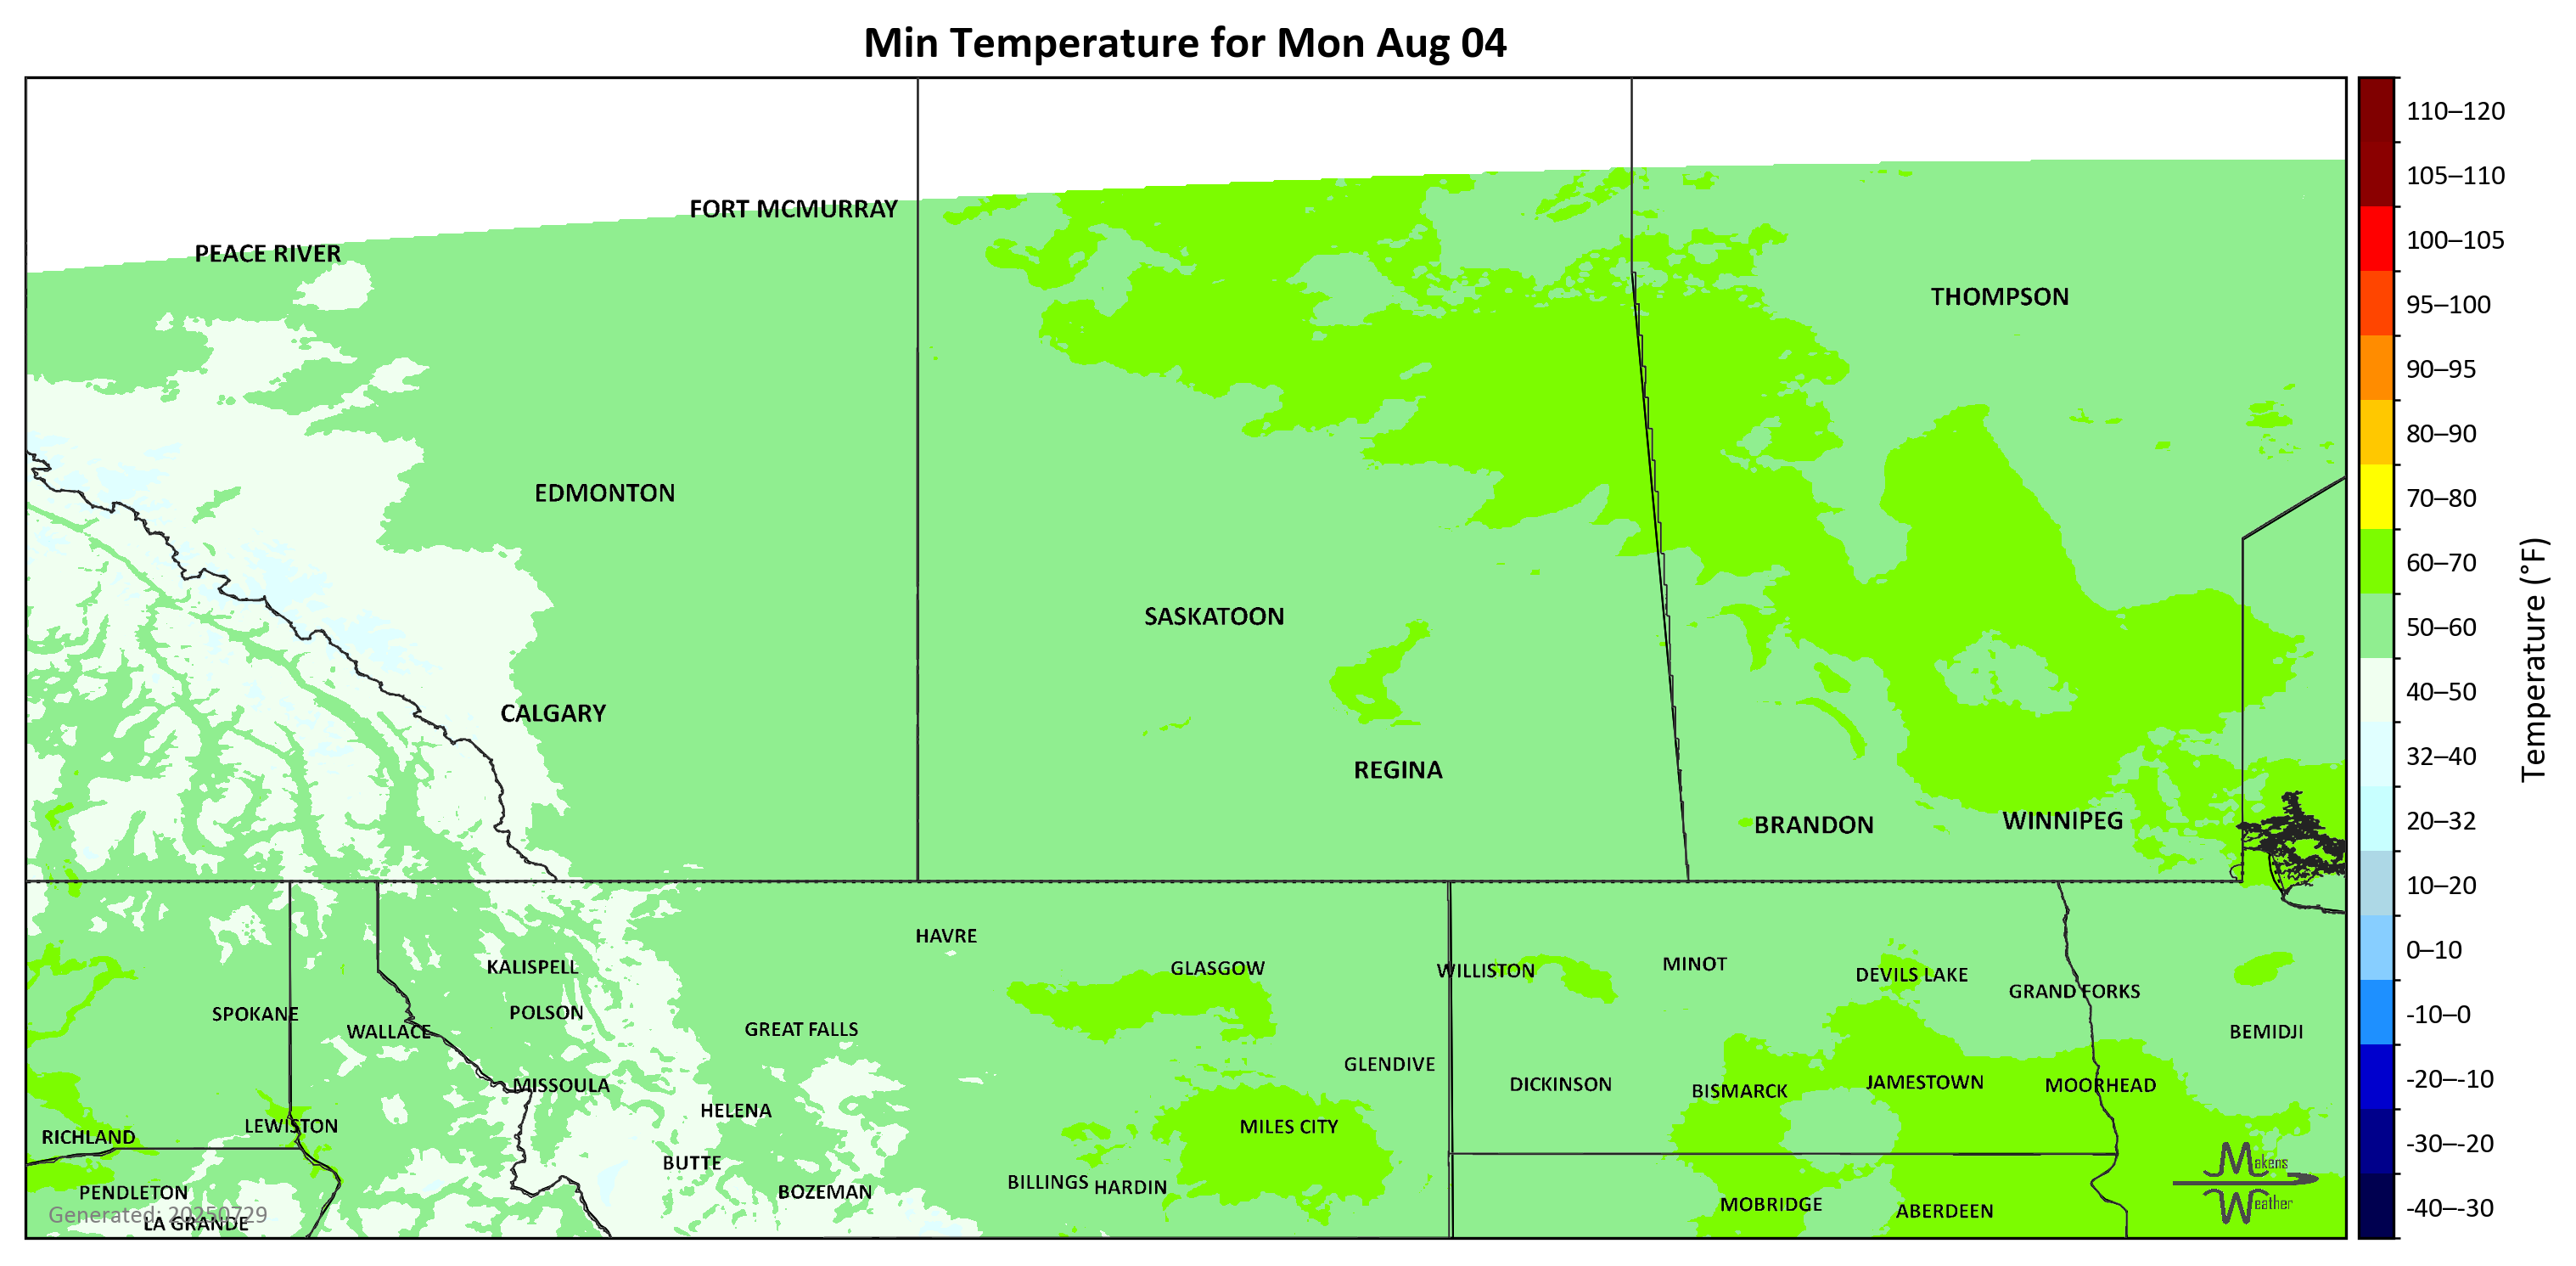 Min Temperature for Mon Aug 04
FORT MCMURRAY
PEACE RIVER
THOMPSON
EDMONTON
SASKATOON
CALGARY
REGINA
BRANDON
WINNIPEG
HAVRE
KALISPELL
GLASGOW
WILLISTON
MINOT
DEVILS LAKE
GRAND FORKS
SPOKANE
POLSON
WALLACE
GREAT FALLS
BEMIDJI
GLENDIVE
MISSOULA
DICKINSON
BISMARCK
JAMESTOWN
MOORHEAD
HELENA
LEWISTON
MILES CITY
RICHLAND
BUTTE
BILLINGS
HARDIN
PENDLETON
BOZEMAN
MOBRIDGE
ABERDEEN
LA GRANDE
Generated: 20250729
Makens
Weather
110–120
105–110
100–105
95–100
90–95
80–90
70–80
60–70
50–60
40–50
32–40
20–32
10–20
0–10
-10–0
-20–-10
-30–-20
-40–-30
Temperature (°F)